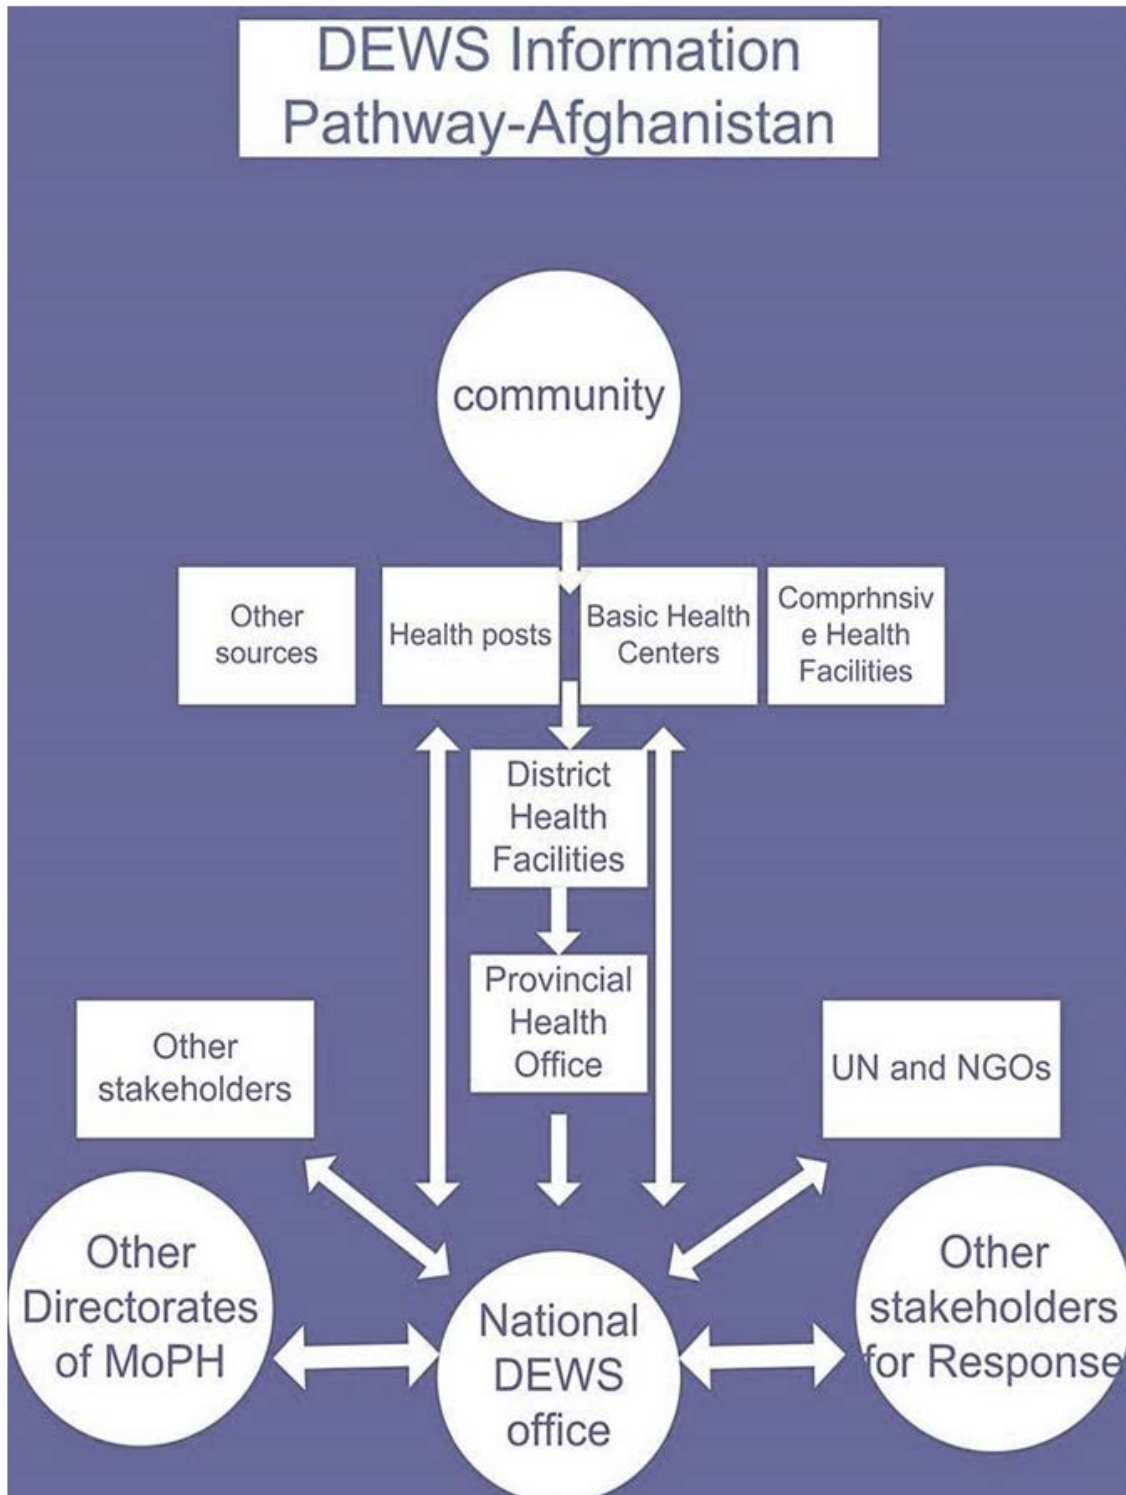 DEWS Information
Pathway-Afghanistan
community
Other
sources
Health posts
Basic Health
Centers
Comprhnsiv
e Health
Facilities
District
Health
Facilities
Provincial
Health
Office
Other
stakeholders
UN and NGOs
Other
Directorates
of MoPH
National
DEWS
office
Other
stakeholders
for Response